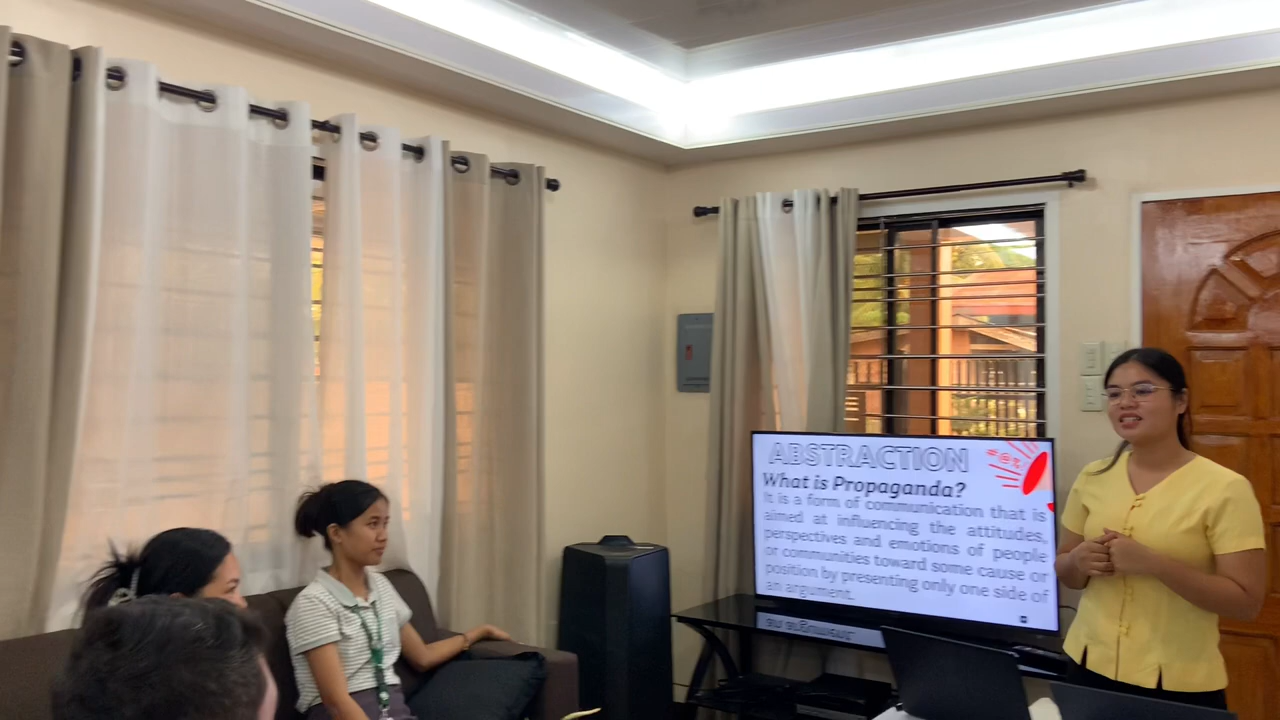 ABSTRACTION
What is Propaganda?
It is a form of communication that is
aimed at influencing the attitudes,
perspectives and emotions of people
or communities toward some cause or
position by presenting only one side of
an argument.